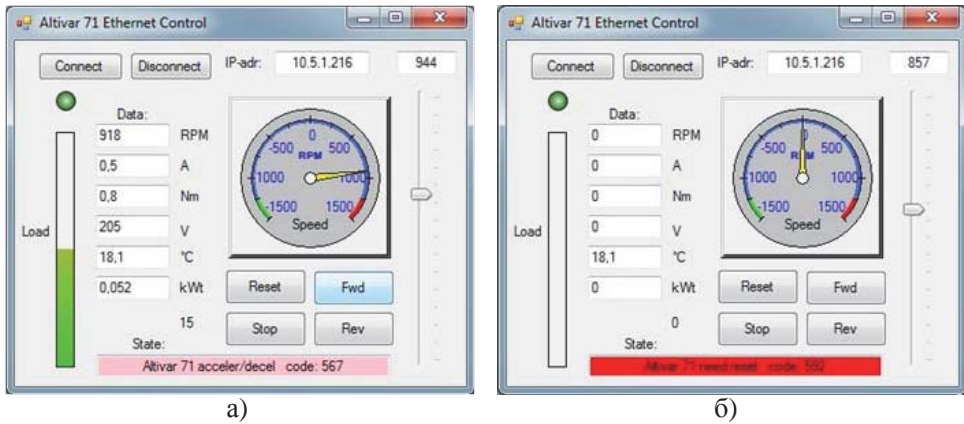 Altivar 71 Ethernet Control
Connect Disconnect IP-adr: 10.5.1.216 944
Data:
918 RPM
0,5 A
0,8 Nm
205 V
18,1 °C
0,052 kWt
15
Load
-500 0 500
RPM
-1000 1000
-1500 1500
Speed
Reset Fwd
Stop Rev
State:
Altivar 71 acceler/decel code: 567
а)
Altivar 71 Ethernet Control
Connect Disconnect IP-adr: 10.5.1.216 857
Data:
0 RPM
0 A
0 Nm
0 V
18,1 °C
0 kWt
0
Load
-500 0 500
-1000 1000
-1500 1500
Speed
Reset Fwd
Stop Rev
State:
Altivar 71 need reset code: 592
б)